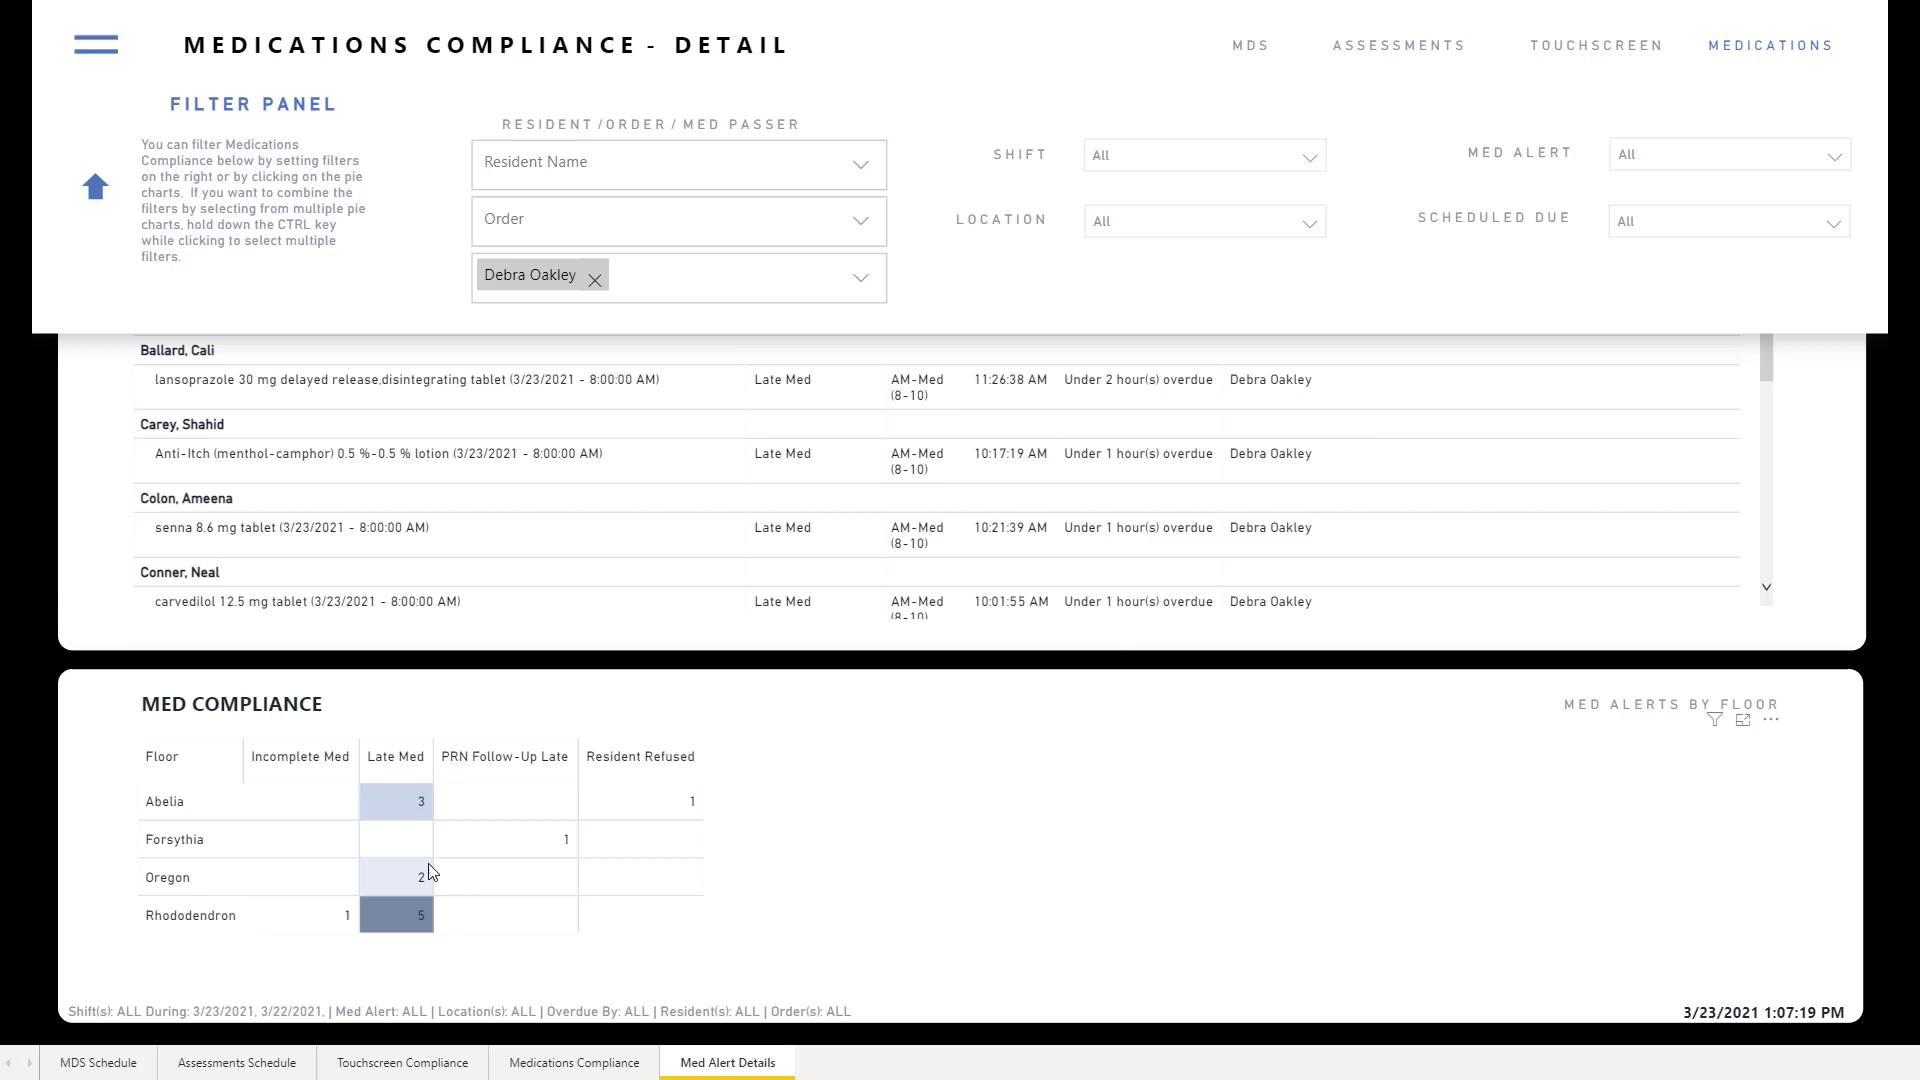 MEDICATIONS COMPLIANCE - DETAIL
MDS
ASSESSMENTS
TOUCHSCREEN
MEDICATIONS
FILTER PANEL
You can filter Medications
Compliance below by setting filters
on the right or by clicking on the pie
charts. If you want to combine the
filters by selecting from multiple pie
charts, hold down the CTRL key
while clicking to select multiple
filters.
RESIDENT /ORDER / MED PASSER
Resident Name
Order
Debra Oakley
SHIFT
All
LOCATION
All
MED ALERT
All
SCHEDULED DUE
All
Ballard, Cali
lansoprazole 30 mg delayed release,disintegrating tablet (3/23/2021 - 8:00:00 AM) Late Med AM-Med 11:26:38 AM Under 2 hour(s) overdue Debra Oakley
(8-10)
Carey, Shahid
Anti-Itch (menthol-camphor) 0.5 %-0.5 % lotion (3/23/2021 - 8:00:00 AM) Late Med AM-Med 10:17:19 AM Under 1 hour(s) overdue Debra Oakley
(8-10)
Colon, Ameena
senna 8.6 mg tablet (3/23/2021 - 8:00:00 AM) Late Med AM-Med 10:21:39 AM Under 1 hour(s) overdue Debra Oakley
(8-10)
Conner, Neal
carvedilol 12.5 mg tablet (3/23/2021 - 8:00:00 AM) Late Med AM-Med 10:01:55 AM Under 1 hour(s) overdue Debra Oakley
(8-10)
MED COMPLIANCE
MED ALERTS BY FLOOR
Floor Incomplete Med Late Med PRN Follow-Up Late Resident Refused
Abelia 3 1
Forsythia 1
Oregon 2
Rhododendron 1 5
Shift(s): ALL During: 3/23/2021, 3/22/2021, | Med Alert: ALL | Location(s): ALL | Overdue By: ALL | Resident(s): ALL | Order(s): ALL
3/23/2021 1:07:19 PM
MDS Schedule
Assessments Schedule
Touchscreen Compliance
Medications Compliance
Med Alert Details